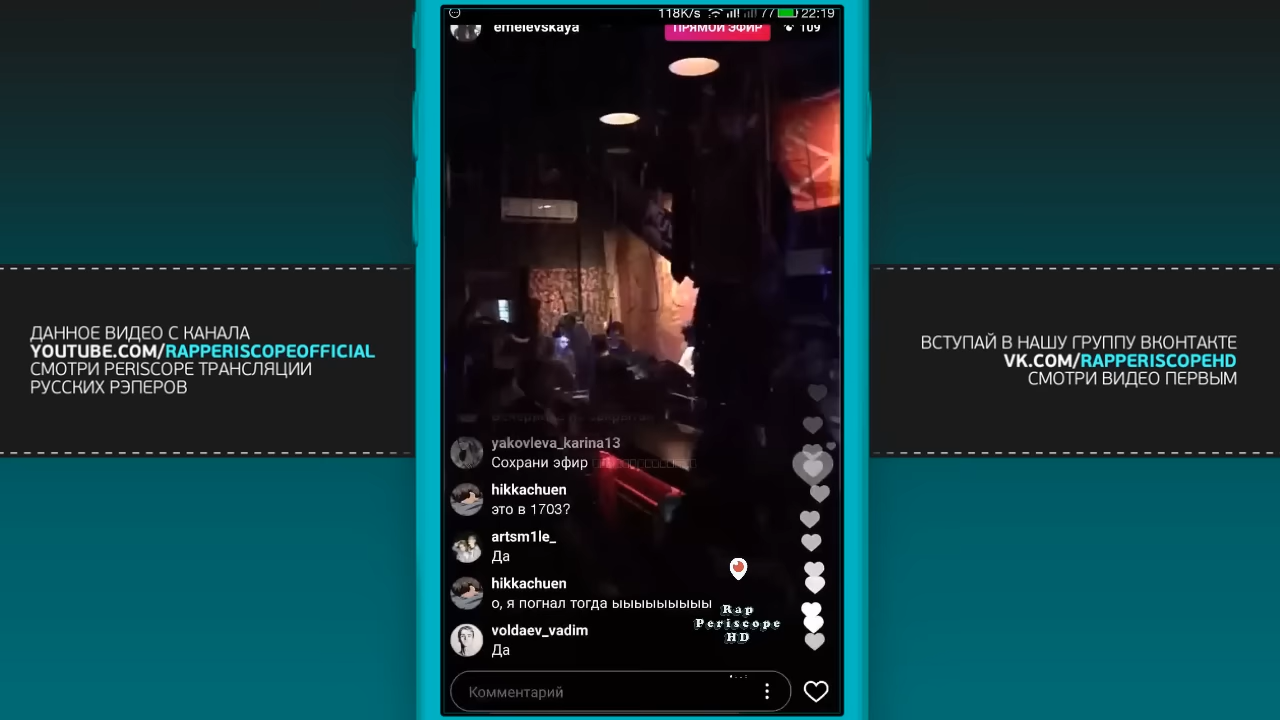 118K/s 77 22:19
emelevskaya
ПРЯМОЙ ЭФИР
109
ДАННОЕ ВИДЕО С КАНАЛА
YOUTUBE.COM/RAPPERISCOPEOFFICIAL
СМОТРИ PERISCOPE ТРАНСЛЯЦИИ
РУССКИХ РЭПЕРОВ
ВСТУПАЙ В НАШУ ГРУППУ ВКОНТАКТЕ
VK.COM/RAPPERISCOPEHD
СМОТРИ ВИДЕО ПЕРВЫМ
yakovleva_karina13
Сохрани эфир
hikkachuen
это в 1703?
artsm1le_
Да
hikkachuen
о, я погнал тогда ыыыыыыыыы
voldaev_vadim
Да
Rap
Periscope
HD
Комментарий